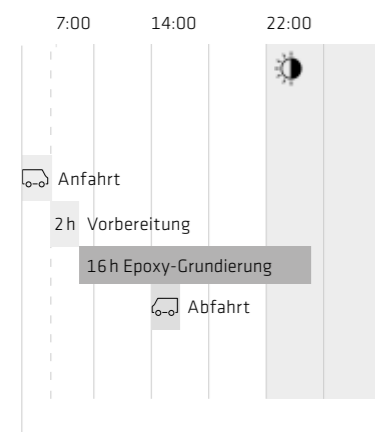 7:00 14:00 22:00
Anfahrt
2 h Vorbereitung
16 h Epoxy-Grundierung
Abfahrt